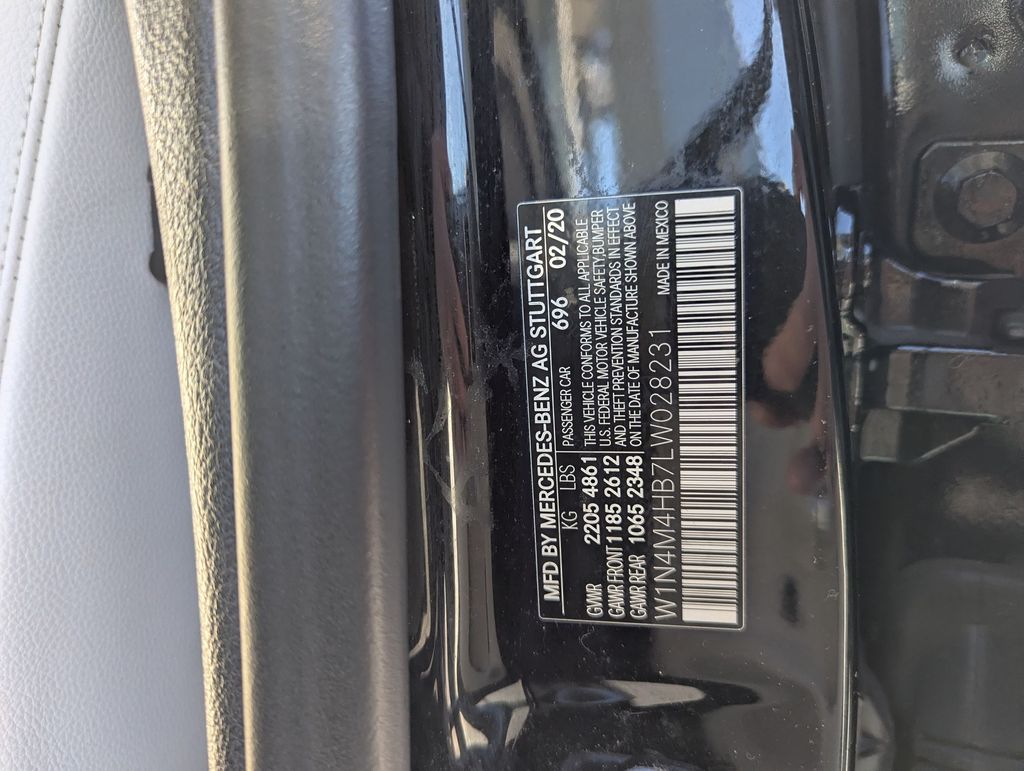 MFD BY MERCEDES-BENZ AG STUTTGART
KG LBS PASSENGER CAR 696 02/20
GVWR 2205 4861 THIS VEHICLE CONFORMS TO ALL APPLICABLE
GAWR FRONT 1185 2612 U.S. FEDERAL MOTOR VEHICLE SAFETY,BUMPER
GAWR REAR 1065 2348 AND THEFT PREVENTION STANDARDS IN EFFECT
ON THE DATE OF MANUFACTURE SHOWN ABOVE
W1N4M4HB7LW028231 MADE IN MEXICO